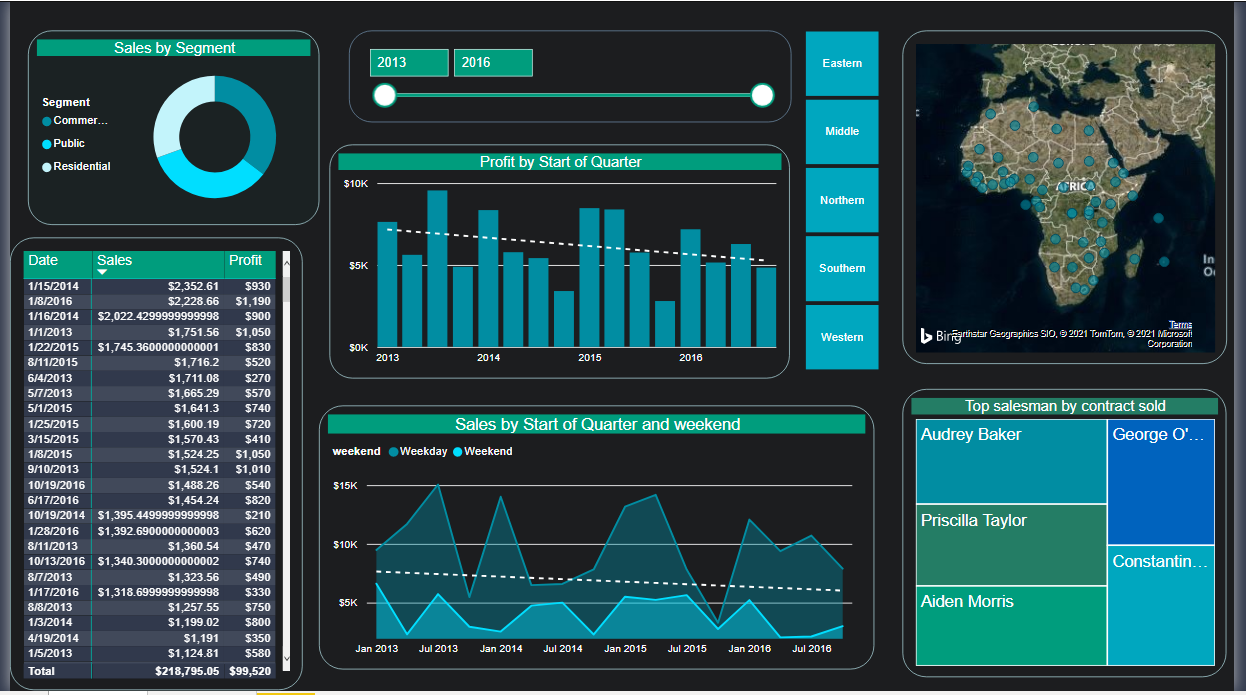 Sales by Segment
Segment
Commer...
Public
Residential
2013 2016
Profit by Start of Quarter
$10K
$5K
$0K
2013 2014 2015 2016
Eastern
Middle
Northern
Southern
Western
AFRICA
In
Bing
Terms
Earthstar Geographics SIO, © 2021 TomTom, © 2021 Microsoft
Corporation
Date Sales Profit
1/15/2014 $2,352.61 $930
1/8/2016 $2,228.66 $1,190
1/16/2014 $2,022.4299999999998 $900
1/1/2013 $1,751.56 $1,050
1/22/2015 $1,745.3600000000001 $830
8/11/2015 $1,716.2 $520
6/4/2013 $1,711.08 $270
5/7/2013 $1,665.29 $570
5/1/2015 $1,641.3 $740
1/25/2015 $1,600.19 $720
3/15/2015 $1,570.43 $410
1/8/2015 $1,524.25 $1,050
9/10/2013 $1,524.1 $1,010
10/19/2016 $1,488.26 $540
6/17/2016 $1,454.24 $820
10/19/2014 $1,395.4499999999998 $210
1/28/2016 $1,392.6900000000003 $620
8/11/2013 $1,360.54 $470
10/13/2016 $1,340.3000000000002 $740
8/7/2013 $1,323.56 $490
1/17/2016 $1,318.6999999999998 $330
8/8/2013 $1,257.55 $750
1/3/2014 $1,199.02 $800
4/19/2014 $1,191 $350
1/5/2013 $1,124.81 $580
Total $218,795.05 $99,520
Sales by Start of Quarter and weekend
weekend Weekday Weekend
$15K
$10K
$5K
Jan 2013 Jul 2013 Jan 2014 Jul 2014 Jan 2015 Jul 2015 Jan 2016 Jul 2016
Top salesman by contract sold
Audrey Baker
George O'...
Priscilla Taylor
Constantin...
Aiden Morris